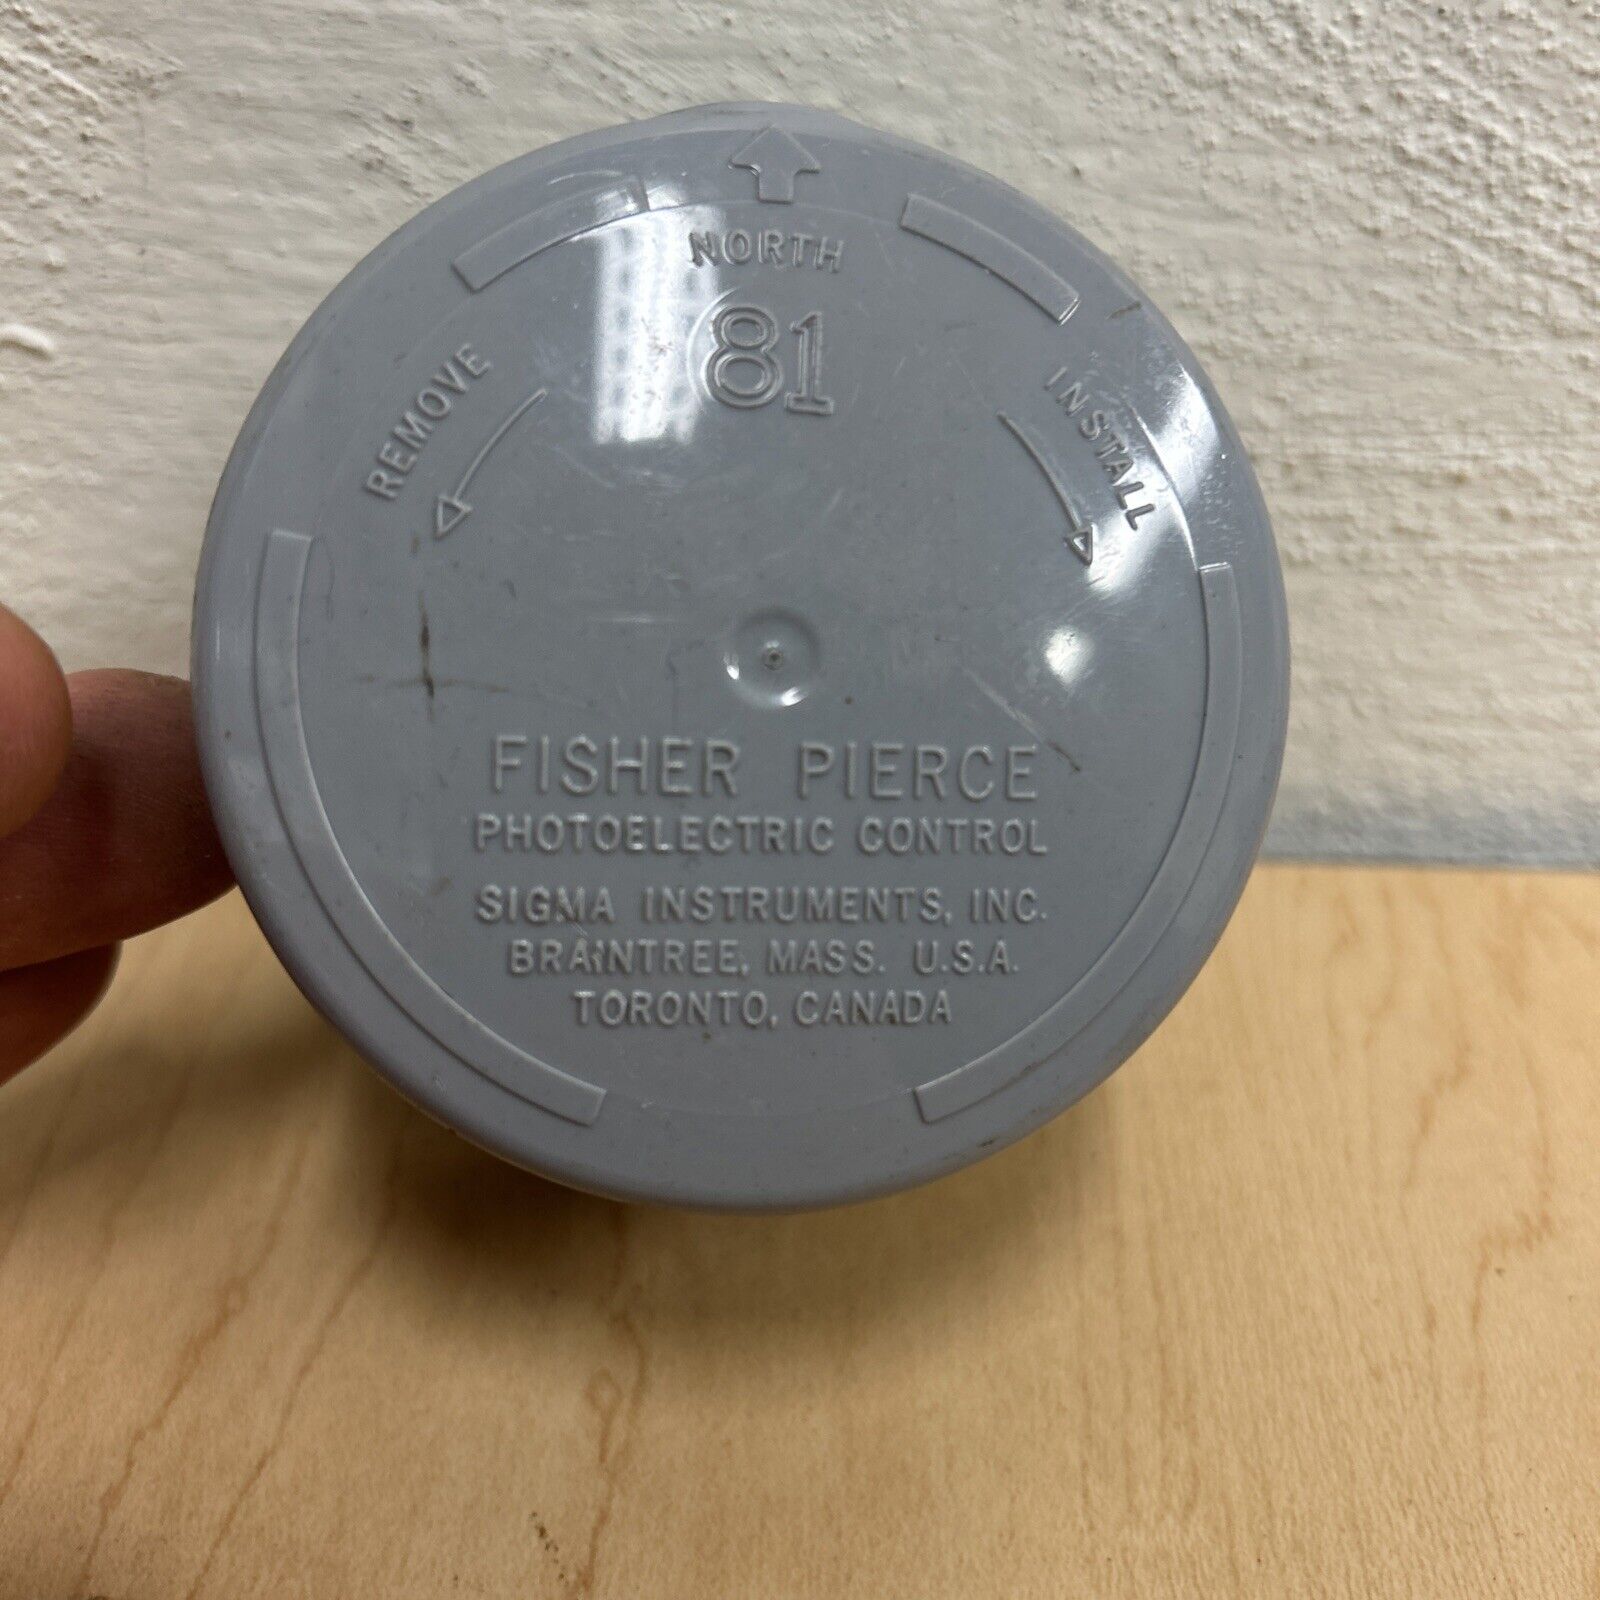 NORTH
81
REMOVE
INSTALL
FISHER PIERCE
PHOTOELECTRIC CONTROL
SIGMA INSTRUMENTS, INC.
BRAINTREE, MASS. U.S.A.
TORONTO, CANADA